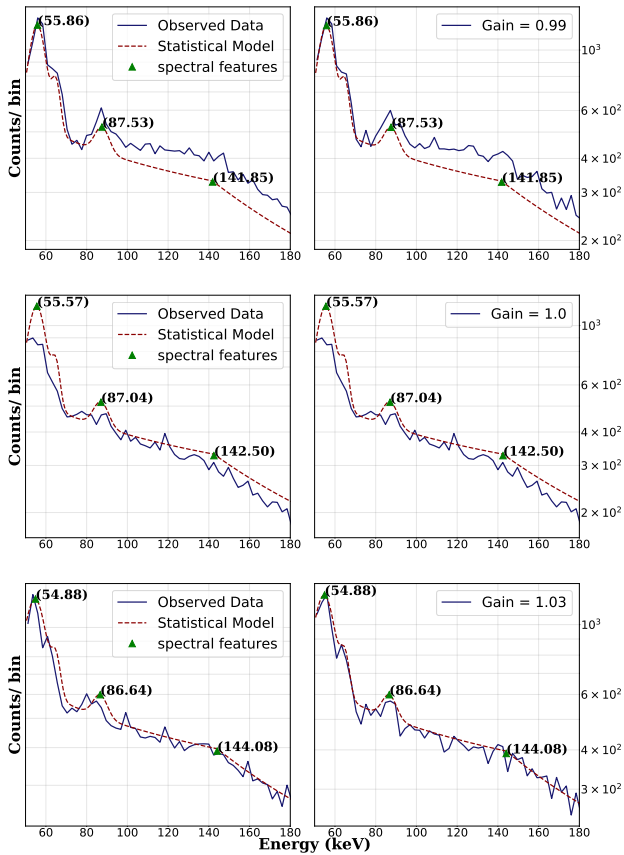 (55.86)
Observed Data
Statistical Model
spectral features
(87.53)
(141.85)
Counts/ bin
60 80 100 120 140 160 180
(55.86)
Gain = 0.99
(87.53)
(141.85)
10³
6 × 10²
4 × 10²
3 × 10²
2 × 10²
60 80 100 120 140 160 180
(55.57)
Observed Data
Statistical Model
spectral features
(87.04)
(142.50)
Counts/ bin
60 80 100 120 140 160 180
(55.57)
Gain = 1.0
(87.04)
(142.50)
10³
6 × 10²
4 × 10²
3 × 10²
2 × 10²
60 80 100 120 140 160 180
(54.88)
Observed Data
Statistical Model
spectral features
(86.64)
(144.08)
Counts/ bin
60 80 100 120 140 160 180
(54.88)
Gain = 1.03
(86.64)
(144.08)
10³
6 × 10²
4 × 10²
3 × 10²
60 80 100 120 140 160 180
Energy (keV)